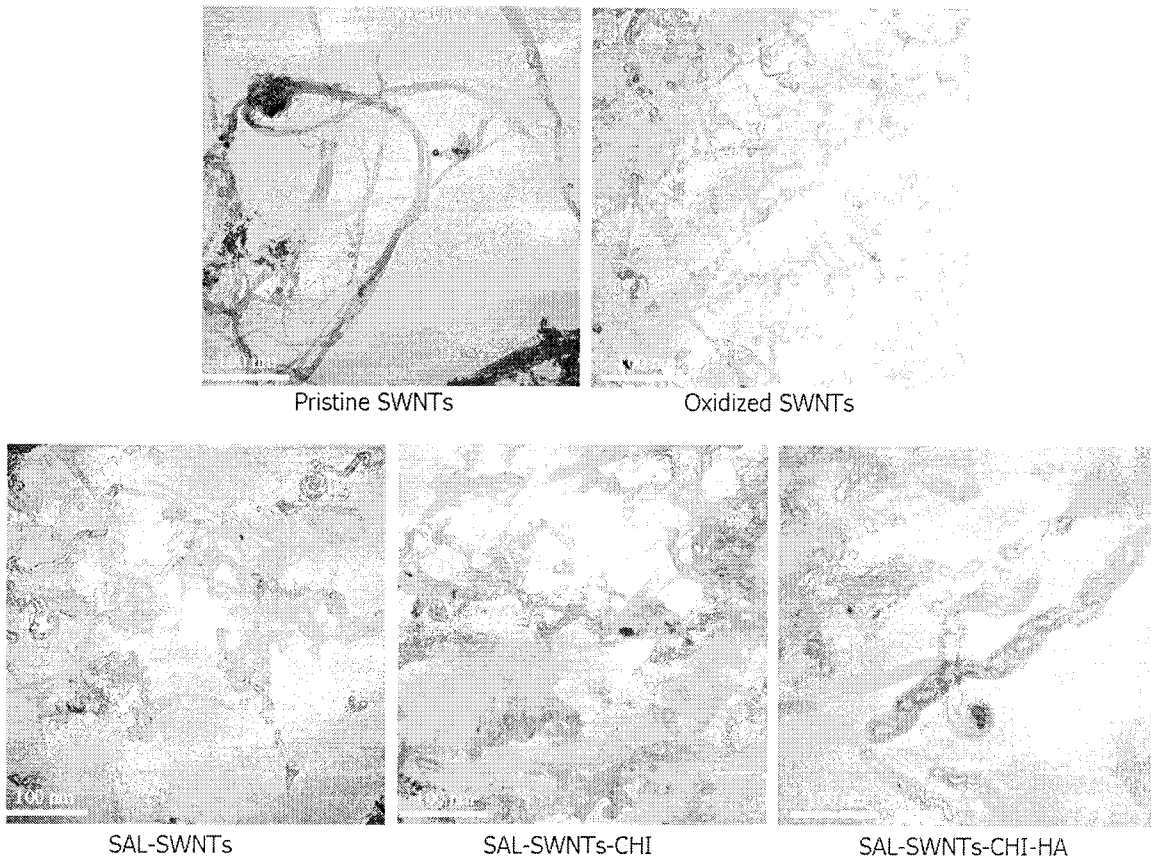 Pristine SWNTs
Oxidized SWNTs
100 nm
SAL-SWNTs
SAL-SWNTs-CHI
SAL-SWNTs-CHI-HA